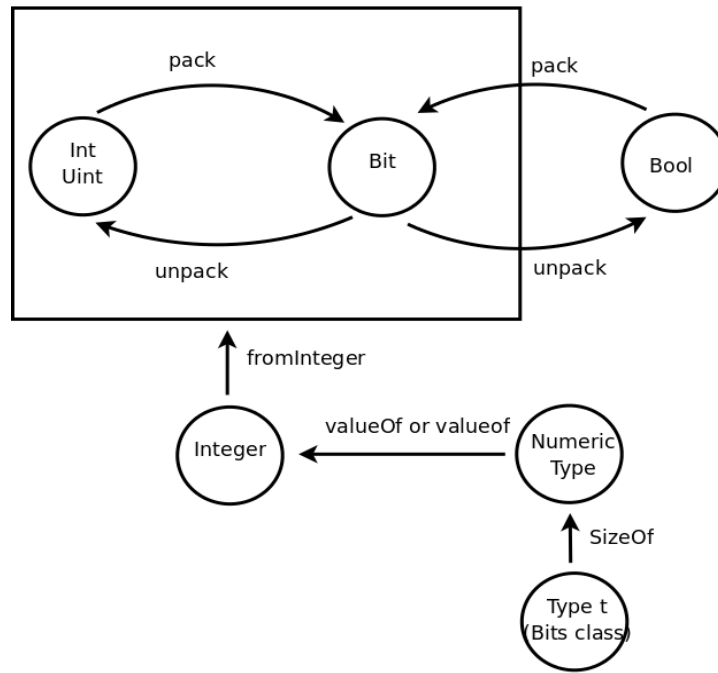 pack
pack
Int
Uint
Bit
Bool
unpack
unpack
fromInteger
valueOf or valueof
Integer
Numeric
Type
SizeOf
Type t
(Bits class)